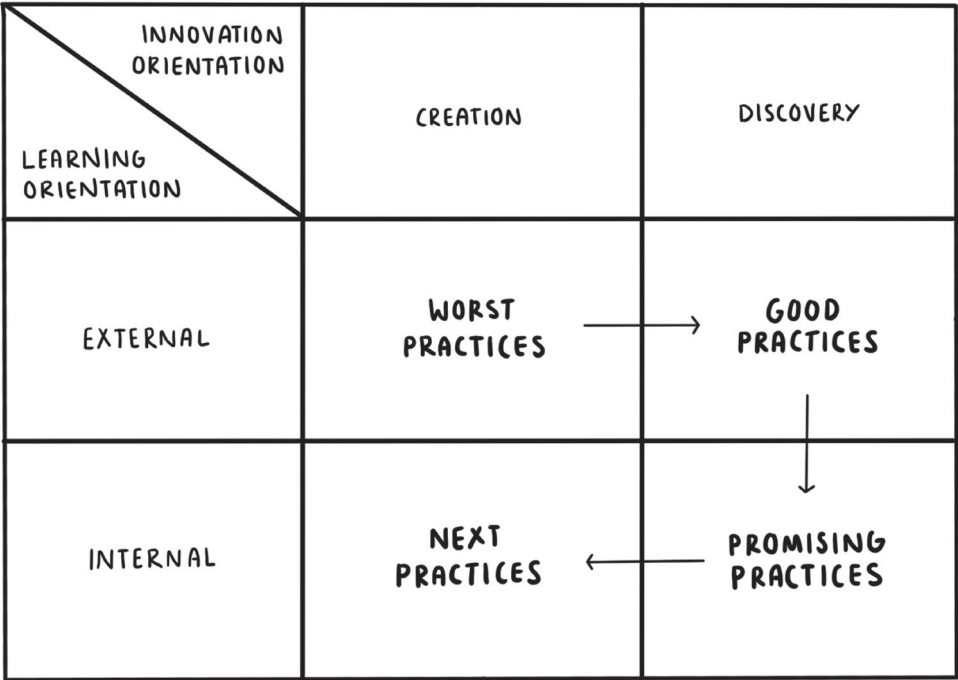 INNOVATION
ORIENTATION
LEARNING
ORIENTATION
CREATION
DISCOVERY
EXTERNAL
WORST
PRACTICES
GOOD
PRACTICES
INTERNAL
NEXT
PRACTICES
PROMISING
PRACTICES